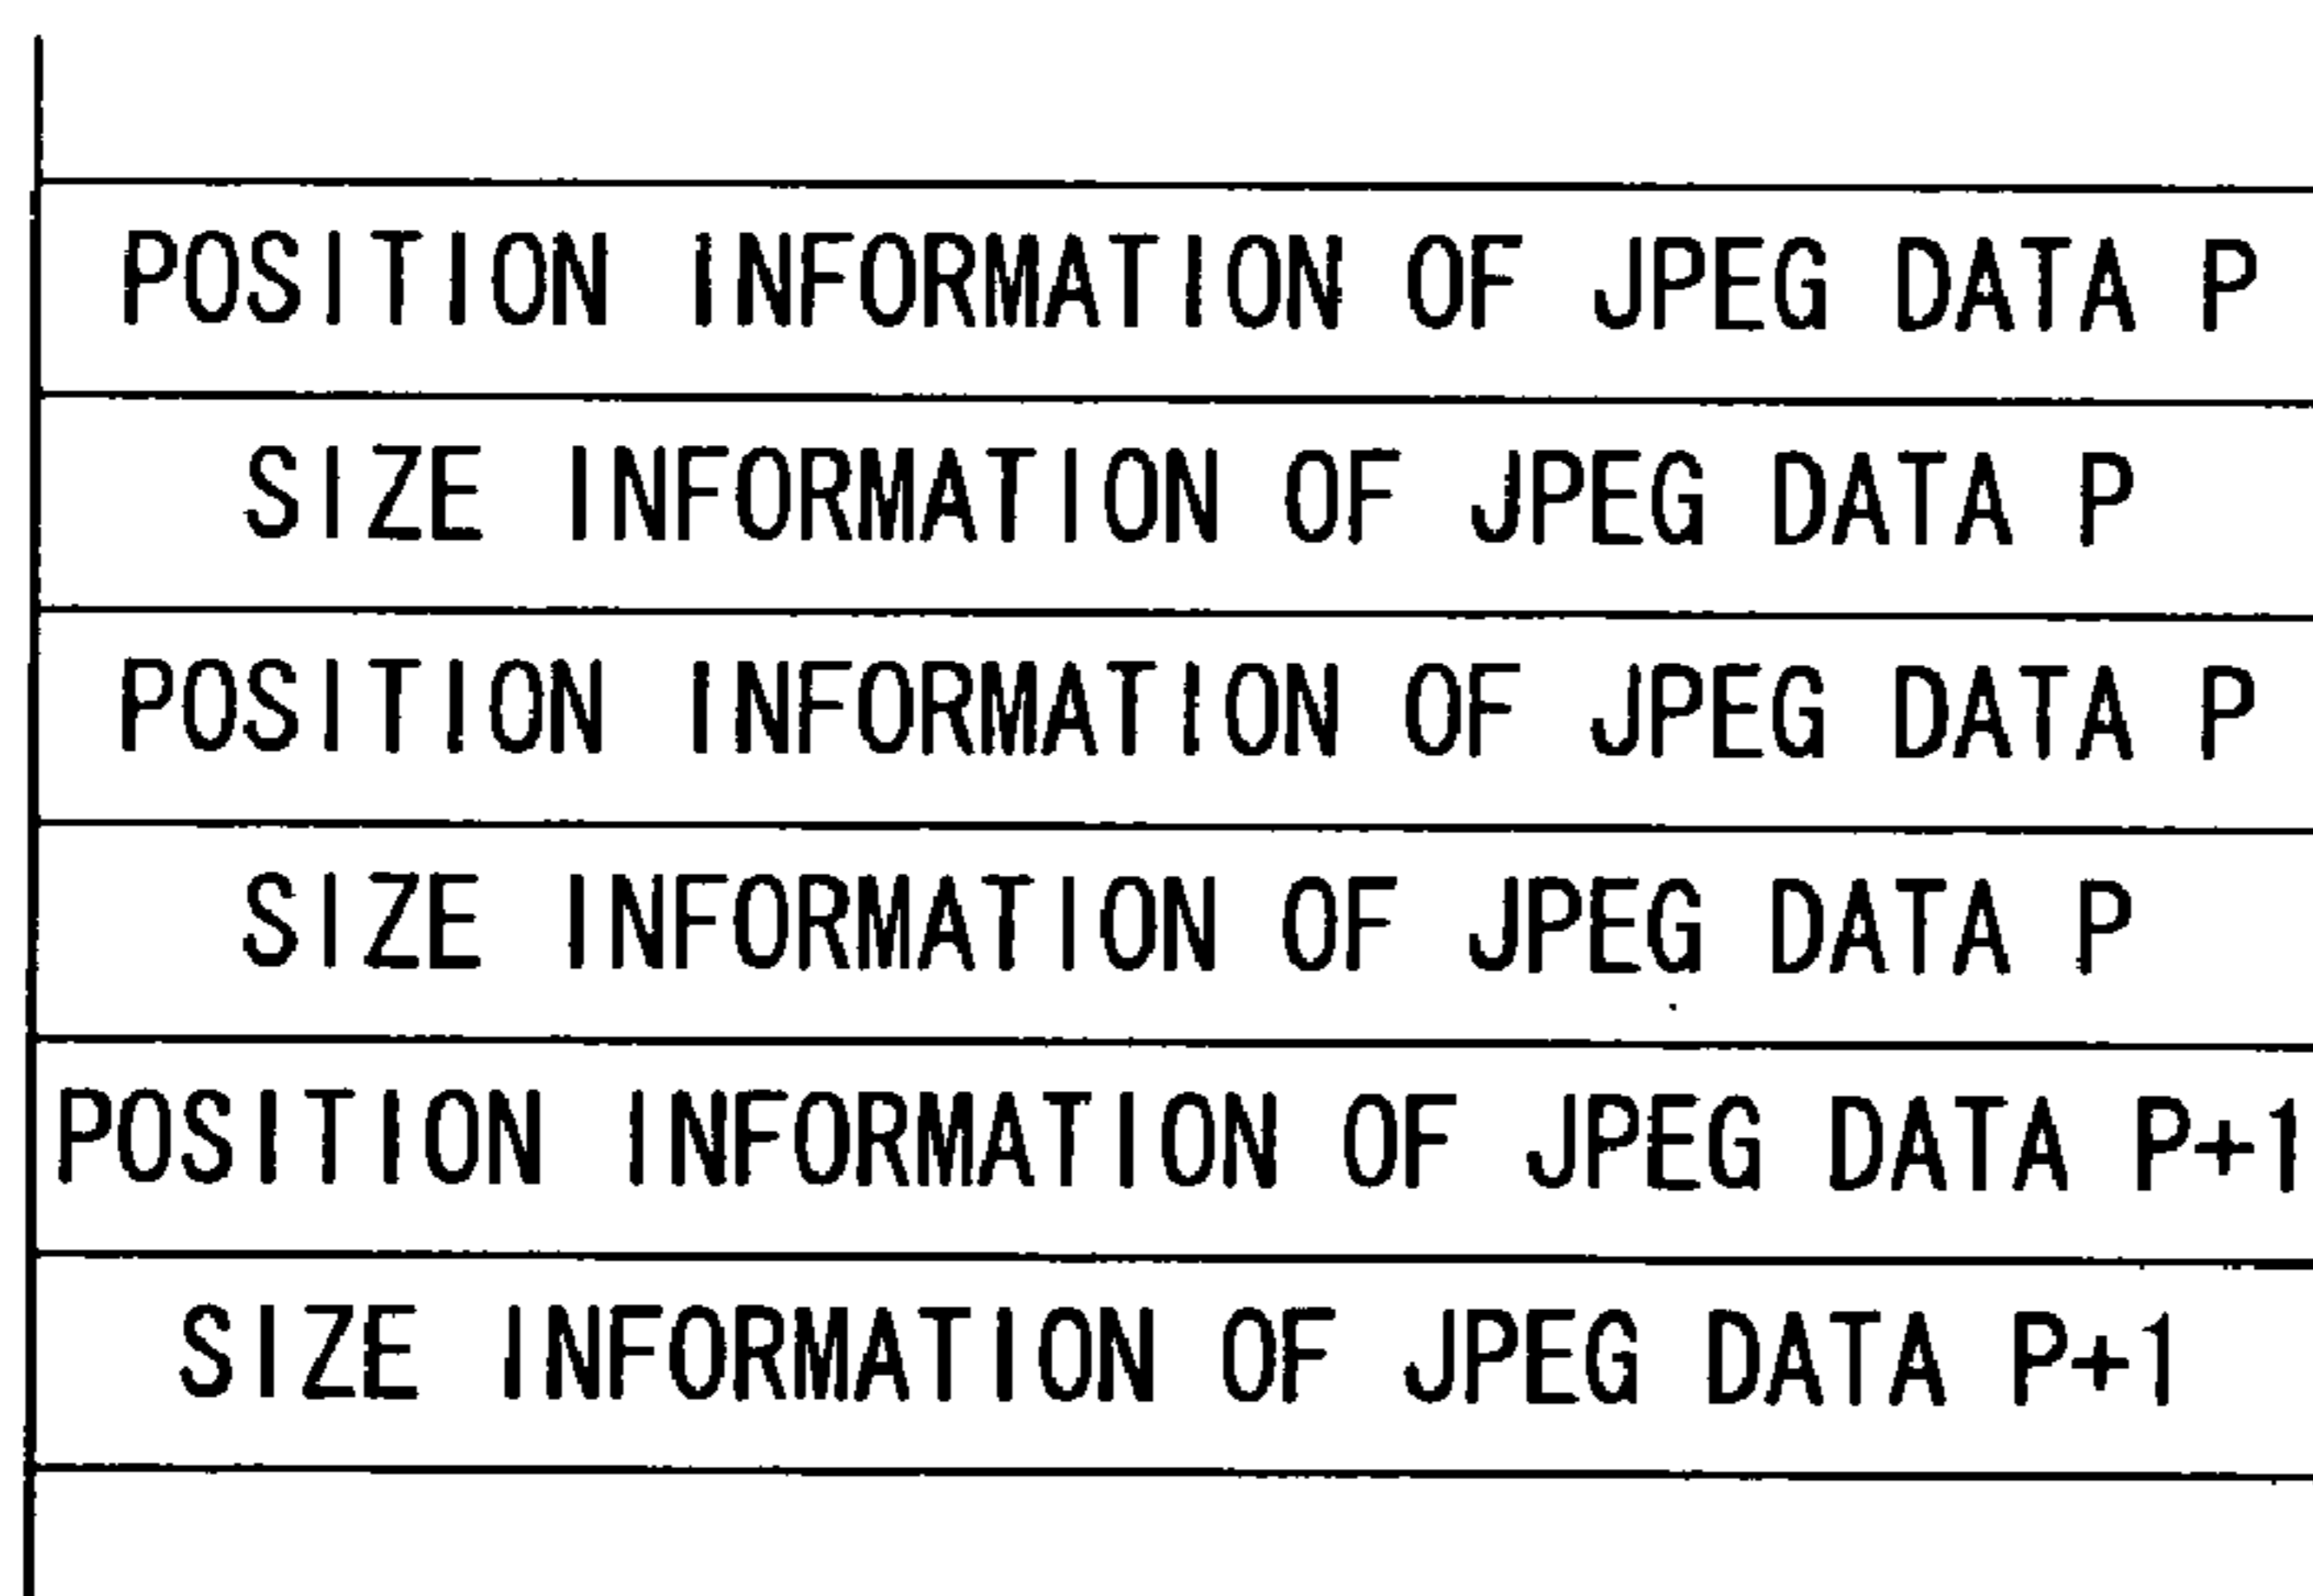 POSITION INFORMATION OF JPEG DATA P
SIZE INFORMATION OF JPEG DATA P
POSITION INFORMATION OF JPEG DATA P
SIZE INFORMATION OF JPEG DATA P
POSITION INFORMATION OF JPEG DATA P+1
SIZE INFORMATION OF JPEG DATA P+1